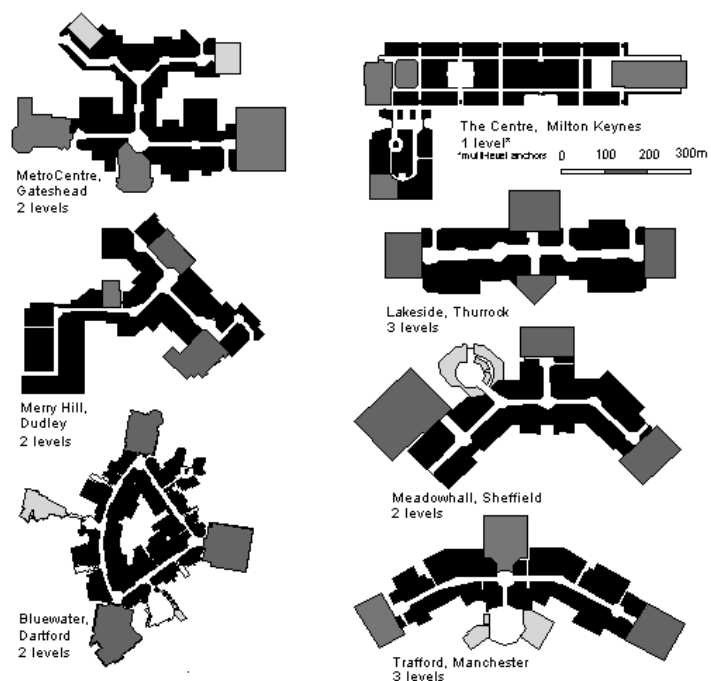 MetroCentre,
Gateshead
2 levels
The Centre, Milton Keynes
1 level*
*multi-level anchors
0 100 200 300m
Lakeside, Thurrock
3 levels
Merry Hill,
Dudley
2 levels
Meadowhall, Sheffield
2 levels
Bluewater,
Dartford
2 levels
Trafford, Manchester
3 levels